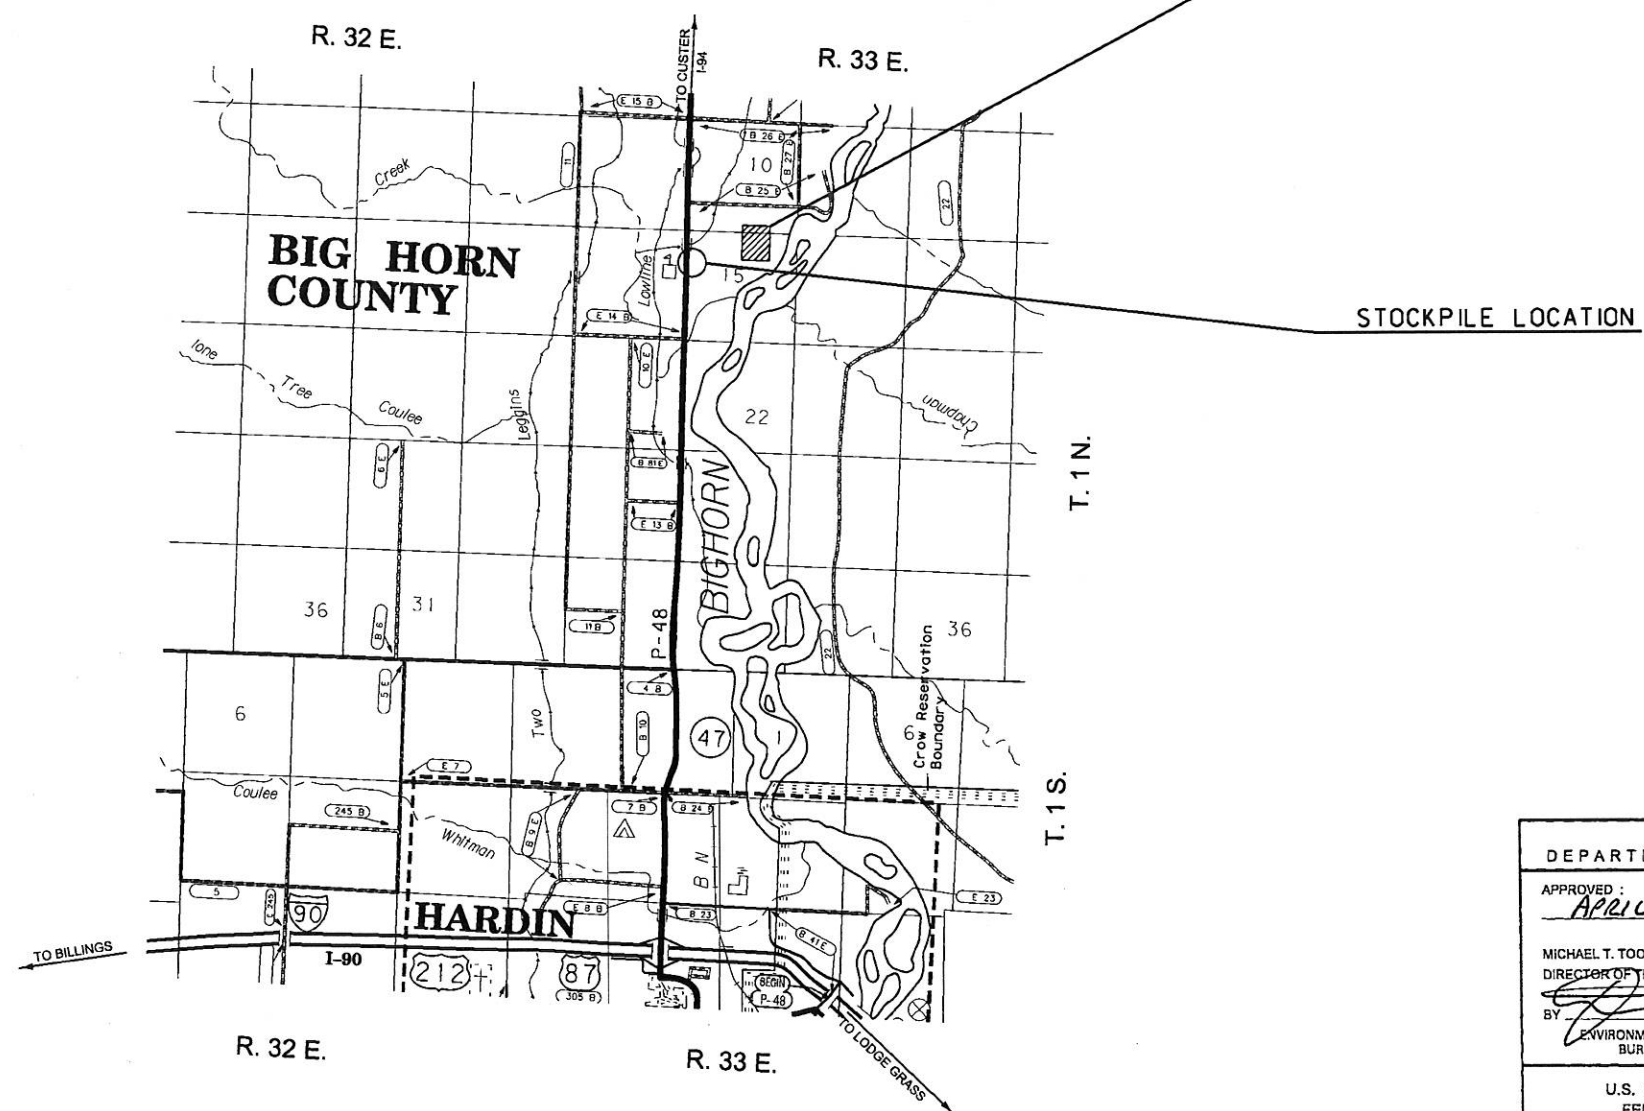 R. 32 E.
TO CUSTER
I-94
R. 33 E.
E 15 B
B 26 E
11
10
B 27 E
B 25 E
Creek
22
BIG HORN
COUNTY
Lowline
15
STOCKPILE LOCATION
E 14 B
10 E
lone
Tree
Coulee
Leggins
22
Chapman
6 E
B 11 E
T. 1 N.
E 13 B
BIGHORN
36
31
B 6
11 B
P-48
22
36
Crow Reservation
Boundary
5 E
4 B
6
Two
B 10
47
1
6
E 7
Coulee
245 B
7 B
B 24 E
T. 1 S.
B 9 E
Whitman
B N
5
E 245
90
HARDIN
E 8 B
B 23
E 23
B 41 E
TO BILLINGS
I-90
212
87
305 B
BEGIN
P-48
TO LODGE GRASS
R. 32 E.
R. 33 E.
DEPARTI
APPROVED :
APRIL
MICHAEL T. TOO
DIRECTOR OF T
BY
ENVIRONM
BUR
U.S.
FE